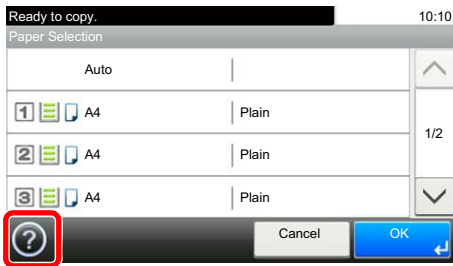 Ready to copy. 10:10
Paper Selection
Auto
1 A4 Plain
2 A4 Plain
3 A4 Plain
1/2
? Cancel OK